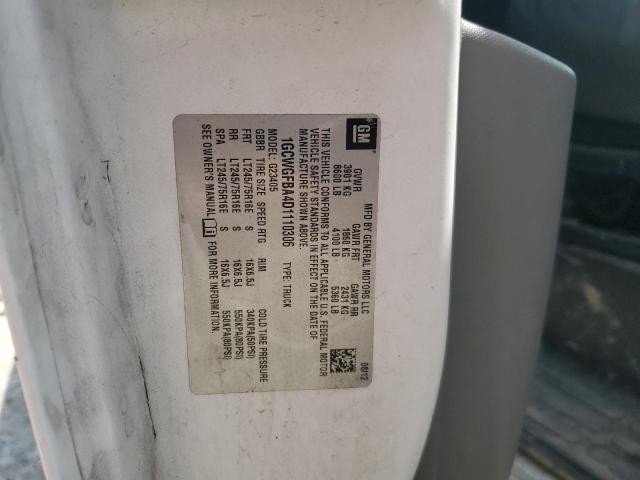 GM
MFD BY GENERAL MOTORS LLC
08/12
GVWR GAWR FRT GAWR RR
3901 KG 1860 KG 2431 KG
8600 LB 4100 LB 5360 LB
THIS VEHICLE CONFORMS TO ALL APPLICABLE U.S. FEDERAL MOTOR
VEHICLE SAFETY STANDARDS IN EFFECT ON THE DATE OF
MANUFACTURE SHOWN ABOVE.
1GCWGFBA4D1110306 TYPE: TRUCK
MODEL: G23405
GBBR TIRE SIZE SPEED RTG RIM COLD TIRE PRESSURE
FRT LT245/75R16E S 16X6.5J 340KPA(50PSI)
RR LT245/75R16E S 16X6.5J 550KPA(80PSI)
SPA LT245/75R16E S 16X6.5J 550KPA(80PSI)
SEE OWNER'S MANUAL FOR MORE INFORMATION.